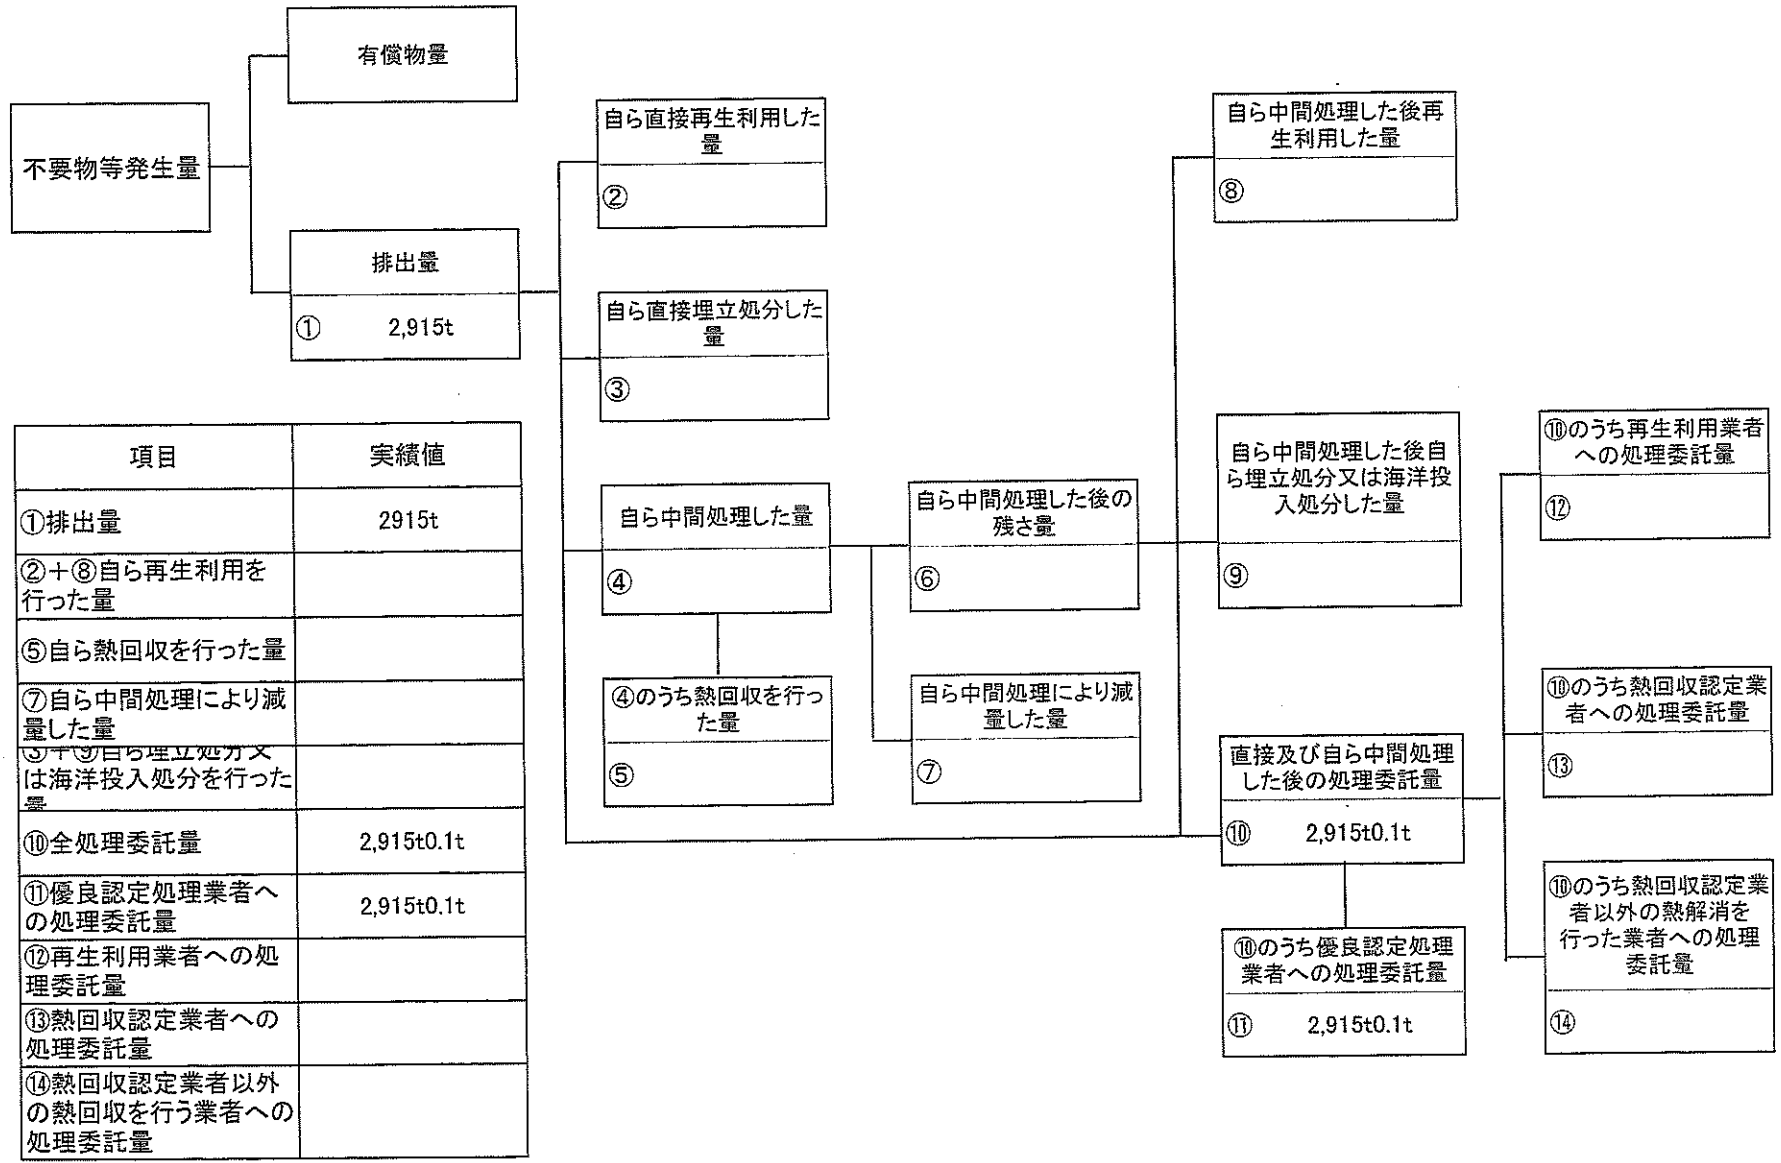 有償物量
不要物等発生量
排出量
① 2,915t
自ら直接再生利用した
量
②
自ら直接埋立処分した
量
③
自ら中間処理した量
④
④のうち熱回収を行っ
た量
⑤
自ら中間処理した後の
残さ量
⑥
自ら中間処理により減
量した量
⑦
自ら中間処理した後再
生利用した量
⑧
自ら中間処理した後自
ら埋立処分又は海洋投
入処分した量
⑨
直接及び自ら中間処理
した後の処理委託量
⑩ 2,915t0.1t
⑩のうち優良認定処理
業者への処理委託量
⑪ 2,915t0.1t
⑩のうち再生利用業者
への処理委託量
⑫
⑩のうち熱回収認定業
者への処理委託量
⑬
⑩のうち熱回収認定業
者以外の熱解消を
行った業者への処理
委託量
⑭
項目 実績値
①排出量 2915t
②＋⑧自ら再生利用を
行った量
⑤自ら熱回収を行った量
⑦自ら中間処理により減
量した量
③＋⑨自ら埋立処分又
は海洋投入処分を行った
量
⑩全処理委託量 2,915t0.1t
⑪優良認定処理業者へ
の処理委託量 2,915t0.1t
⑫再生利用業者への処
理委託量
⑬熱回収認定業者への
処理委託量
⑭熱回収認定業者以外
の熱回収を行う業者への
処理委託量